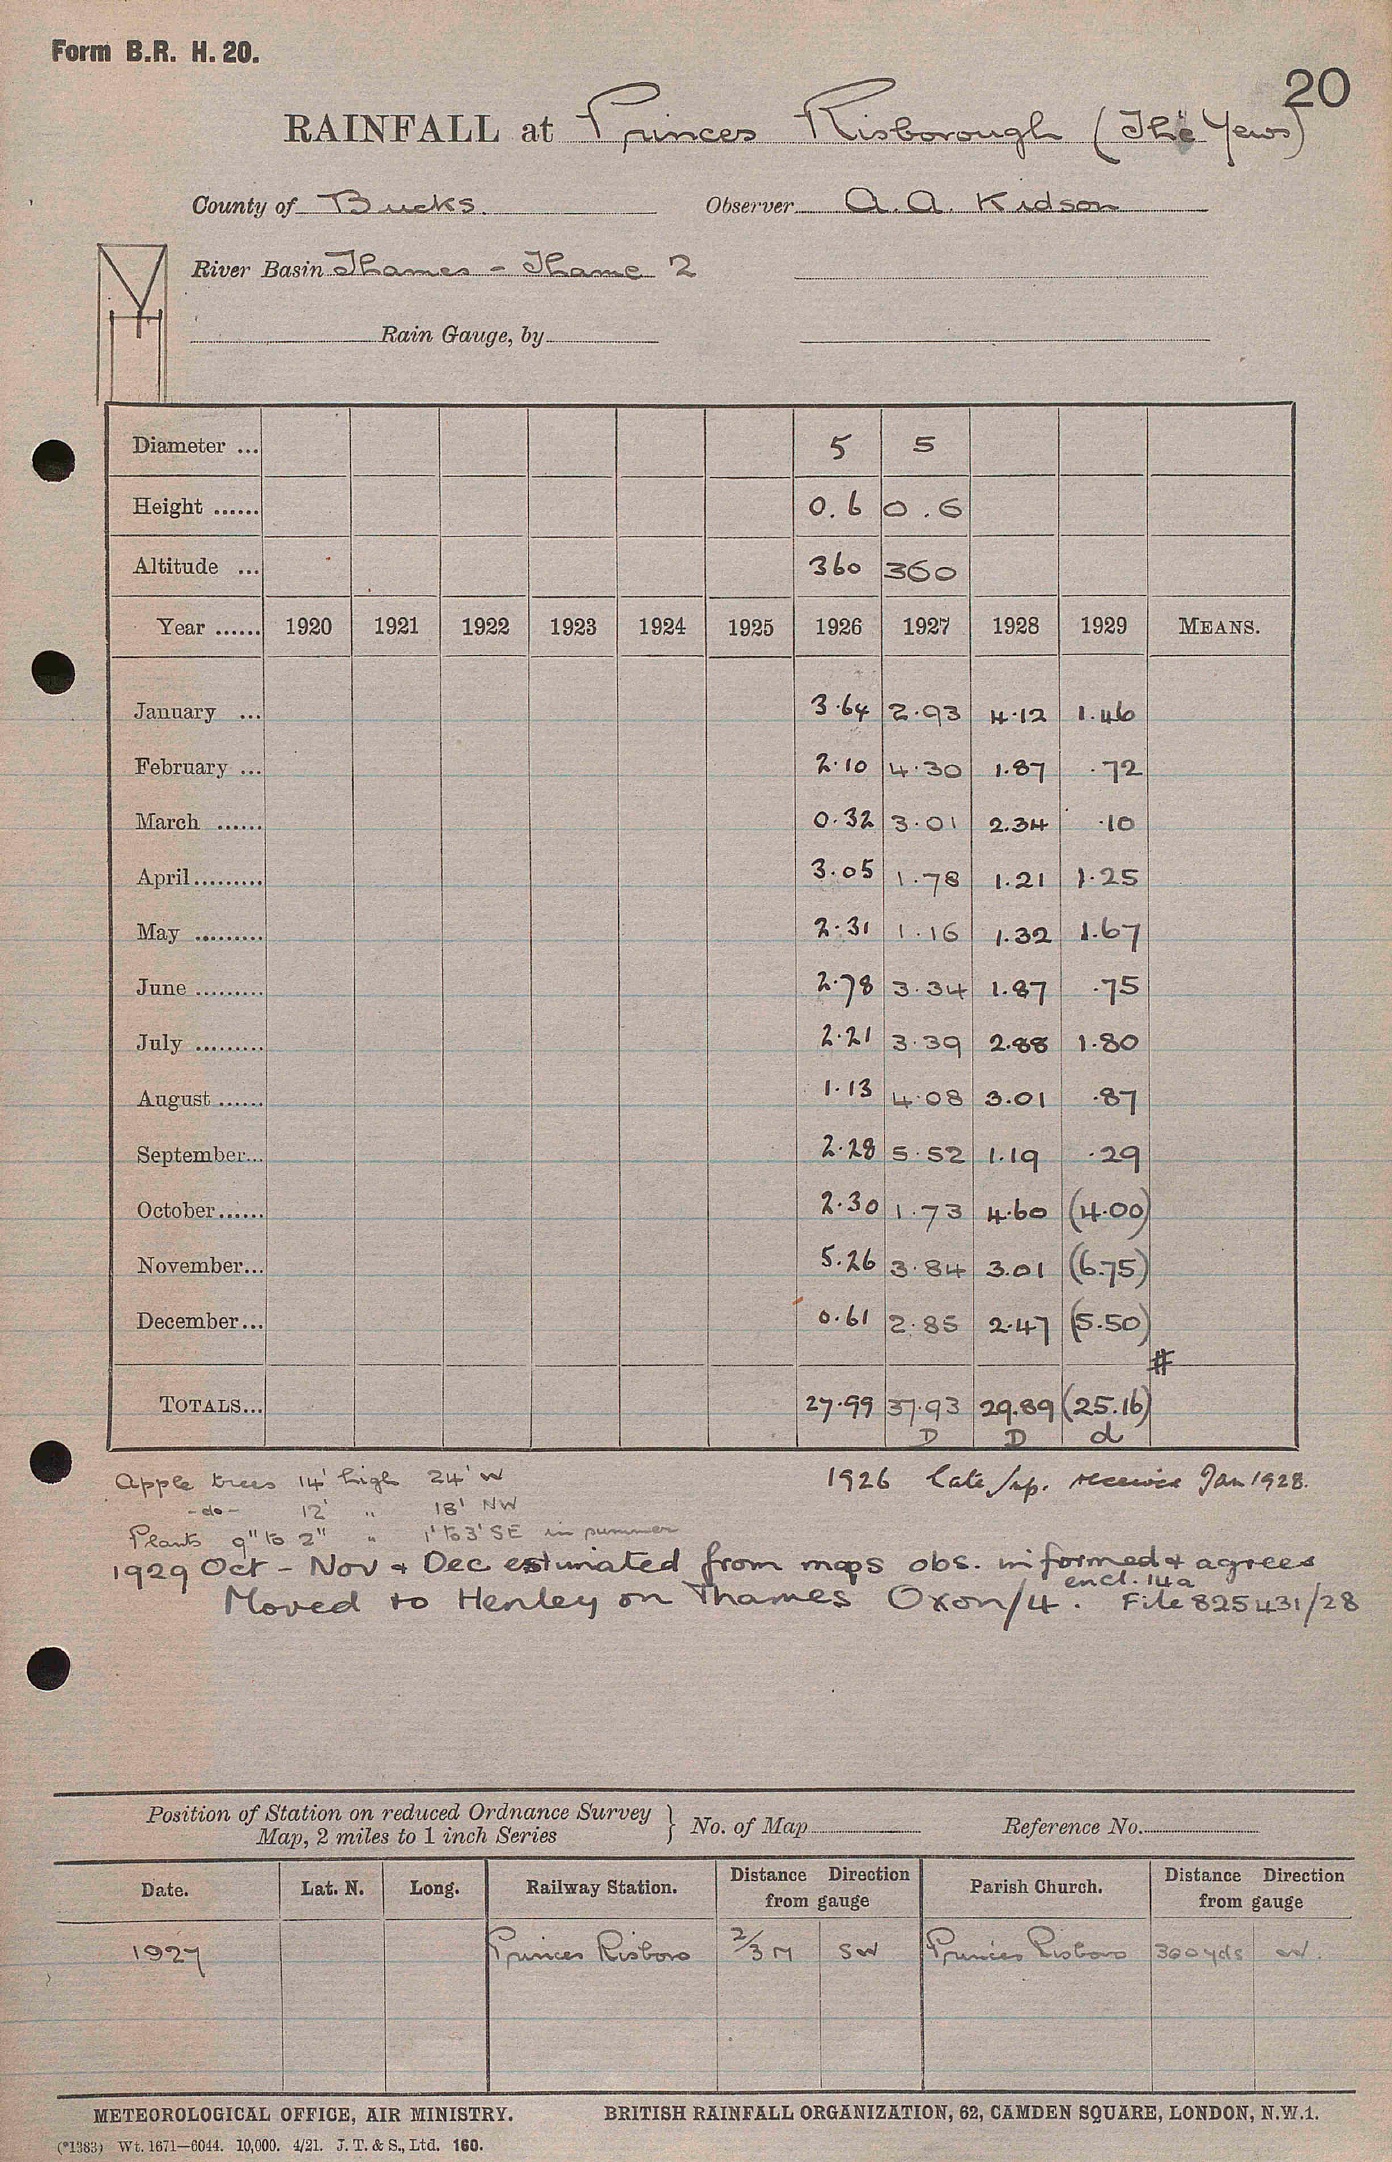 Form B.R. H. 20.
20
RAINFALL at Princes Risborough (The Yews)
County of Bucks. Observer A. A. Kidson
River Basin Thames - Thame 2
Rain Gauge, by
Diameter ... 5 5
Height ...... 0.6 0.6
Altitude ... 360 360
Year ...... 1920 1921 1922 1923 1924 1925 1926 1927 1928 1929 MEANS.
January ... 3.64 2.93 4.12 1.46
February ... 2.10 4.30 1.87 .72
March ...... 0.32 3.01 2.34 .10
April......... 3.05 1.78 1.21 1.25
May ......... 2.31 1.16 1.32 1.67
June ......... 2.78 3.34 1.87 .75
July ......... 2.21 3.39 2.88 1.80
August ...... 1.13 4.08 3.01 .87
September... 2.28 5.52 1.19 .29
October...... 2.30 1.73 4.60 (4.00)
November... 5.26 3.84 3.01 (6.75)
December... 0.61 2.85 2.47 (5.50)
#
TOTALS... 27.99 37.93 29.89 (25.16)
D D d
Apple trees 14' high 24' W
1926 late sup. received Jan 1928.
-do- 12' " 18' NW
Plants 9" to 2" " 1' to 3' SE in summer
1929 Oct - Nov & Dec estimated from maps obs. informed & agrees
encl. 14a
Moved to Henley on Thames Oxon/4. File 825431/28
Position of Station on reduced Ordnance Survey
Map, 2 miles to 1 inch Series } No. of Map Reference No.
Date. Lat. N. Long. Railway Station. Distance Direction from gauge Parish Church. Distance Direction from gauge
1927 Princes Risboro 2/3 M SW Princes Risboro 300 yds W.
METEOROLOGICAL OFFICE, AIR MINISTRY. BRITISH RAINFALL ORGANIZATION, 62, CAMDEN SQUARE, LONDON, N.W.1.
(*1383) Wt. 1671—6044. 10,000. 4/21. J. T. & S., Ltd. 160.